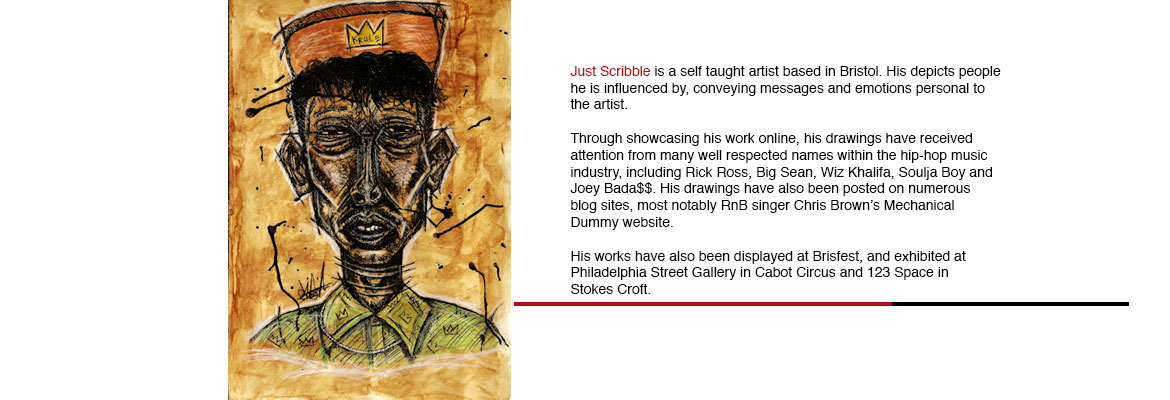 KRULE
Just Scribble is a self taught artist based in Bristol. His depicts people
he is influenced by, conveying messages and emotions personal to
the artist.
Through showcasing his work online, his drawings have received
attention from many well respected names within the hip-hop music
industry, including Rick Ross, Big Sean, Wiz Khalifa, Soulja Boy and
Joey Bada$$. His drawings have also been posted on numerous
blog sites, most notably RnB singer Chris Brown’s Mechanical
Dummy website.
His works have also been displayed at Brisfest, and exhibited at
Philadelphia Street Gallery in Cabot Circus and 123 Space in
Stokes Croft.